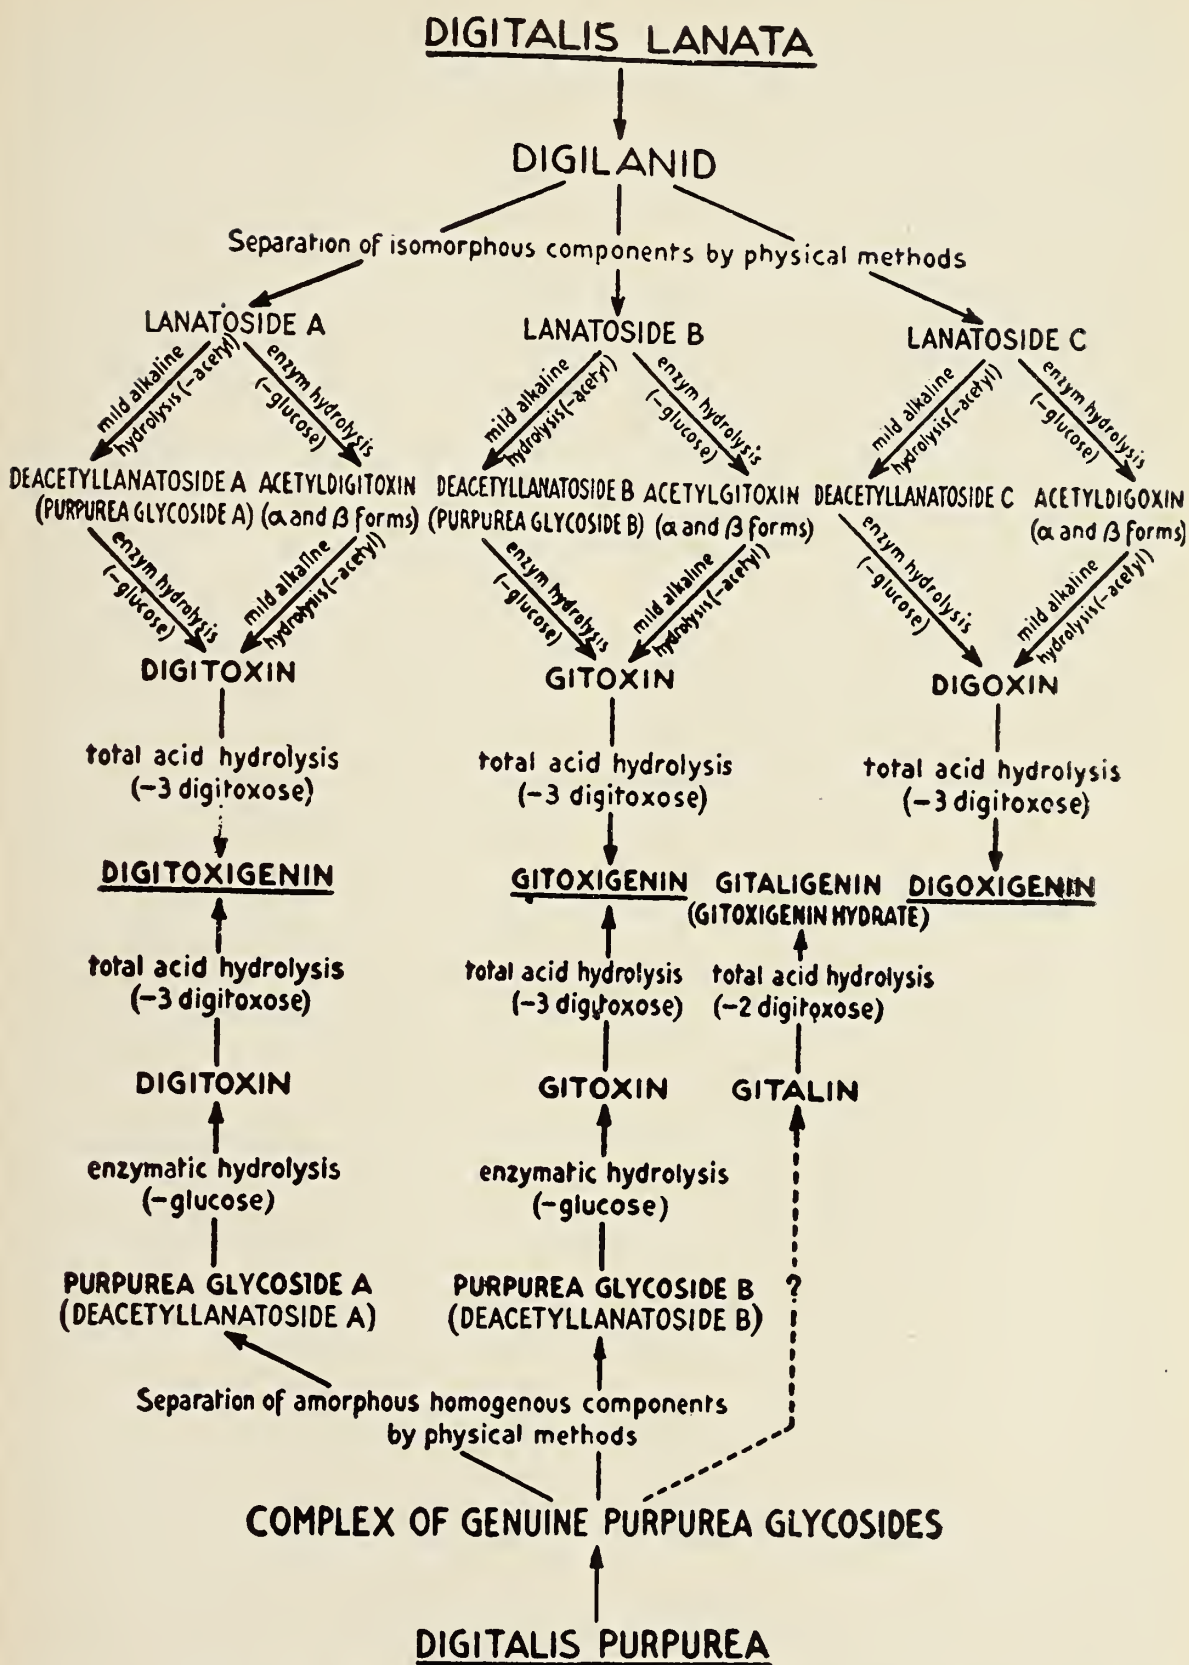 DIGITALIS LANATA
DIGILANID
Separation of isomorphous components by physical methods
LANATOSIDE A
LANATOSIDE B
LANATOSIDE C
mild alkaline
hydrolysis (-acetyl)
enzym hydrolysis
(-glucose)
mild alkaline
hydrolysis (-acetyl)
enzym hydrolysis
(-glucose)
mild alkaline
hydrolysis (-acetyl)
enzym hydrolysis
(-glucose)
DEACETYLLANATOSIDE A
(PURPUREA GLYCOSIDE A)
ACETYLDIGITOXIN
(α and β forms)
DEACETYLLANATOSIDE B
(PURPUREA GLYCOSIDE B)
ACETYLGITOXIN
(α and β forms)
DEACETYLLANATOSIDE C
ACETYLDIGOXIN
(α and β forms)
enzym hydrolysis
(-glucose)
mild alkaline
hydrolysis (-acetyl)
enzym hydrolysis
(-glucose)
mild alkaline
hydrolysis (-acetyl)
enzym hydrolysis
(-glucose)
mild alkaline
hydrolysis (-acetyl)
DIGITOXIN
GITOXIN
DIGOXIN
total acid hydrolysis
(-3 digitoxose)
total acid hydrolysis
(-3 digitoxose)
total acid hydrolysis
(-3 digitoxose)
DIGITOXIGENIN
GITOXIGENIN
GITALIGENIN
(GITOXIGENIN HYDRATE)
DIGOXIGENIN
total acid hydrolysis
(-3 digitoxose)
total acid hydrolysis
(-3 digitoxose)
total acid hydrolysis
(-2 digitoxose)
DIGITOXIN
GITOXIN
GITALIN
enzymatic hydrolysis
(-glucose)
enzymatic hydrolysis
(-glucose)
PURPUREA GLYCOSIDE A
(DEACETYLLANATOSIDE A)
PURPUREA GLYCOSIDE B
(DEACETYLLANATOSIDE B)
?
Separation of amorphous homogenous components
by physical methods
COMPLEX OF GENUINE PURPUREA GLYCOSIDES
DIGITALIS PURPUREA